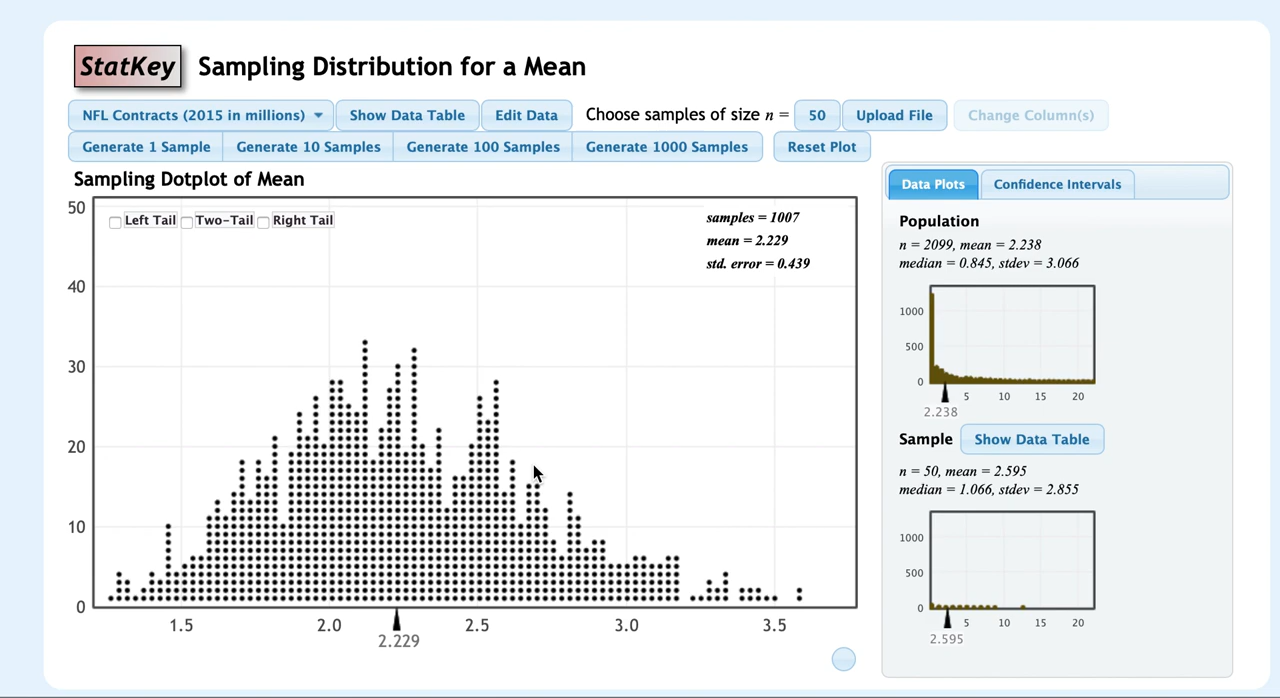 StatKey Sampling Distribution for a Mean
NFL Contracts (2015 in millions) Show Data Table Edit Data Choose samples of size n = 50 Upload File Change Column(s)
Generate 1 Sample Generate 10 Samples Generate 100 Samples Generate 1000 Samples Reset Plot
Sampling Dotplot of Mean
Left Tail Two-Tail Right Tail
samples = 1007
mean = 2.229
std. error = 0.439
50
40
30
20
10
0
1.5 2.0 2.5 3.0 3.5
2.229
Data Plots Confidence Intervals
Population
n = 2099, mean = 2.238
median = 0.845, stdev = 3.066
1000
500
0
5 10 15 20
2.238
Sample Show Data Table
n = 50, mean = 2.595
median = 1.066, stdev = 2.855
1000
500
0
5 10 15 20
2.595